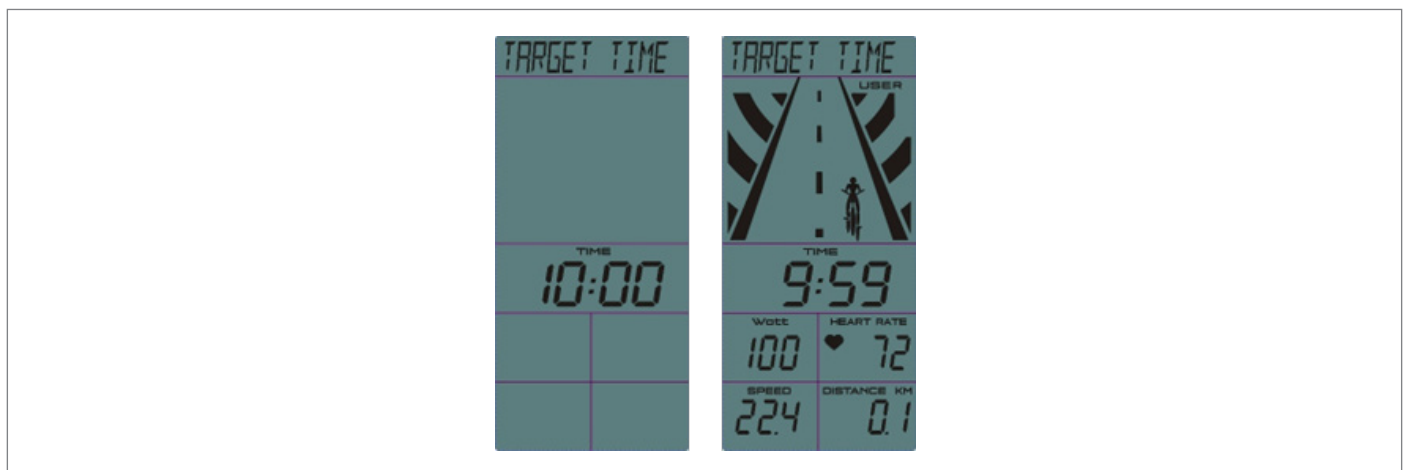 TARGET TIME
TIME
10:00
TARGET TIME
USER
TIME
9:59
Watt HEART RATE
100 72
SPEED DISTANCE KM
22.4 0.1